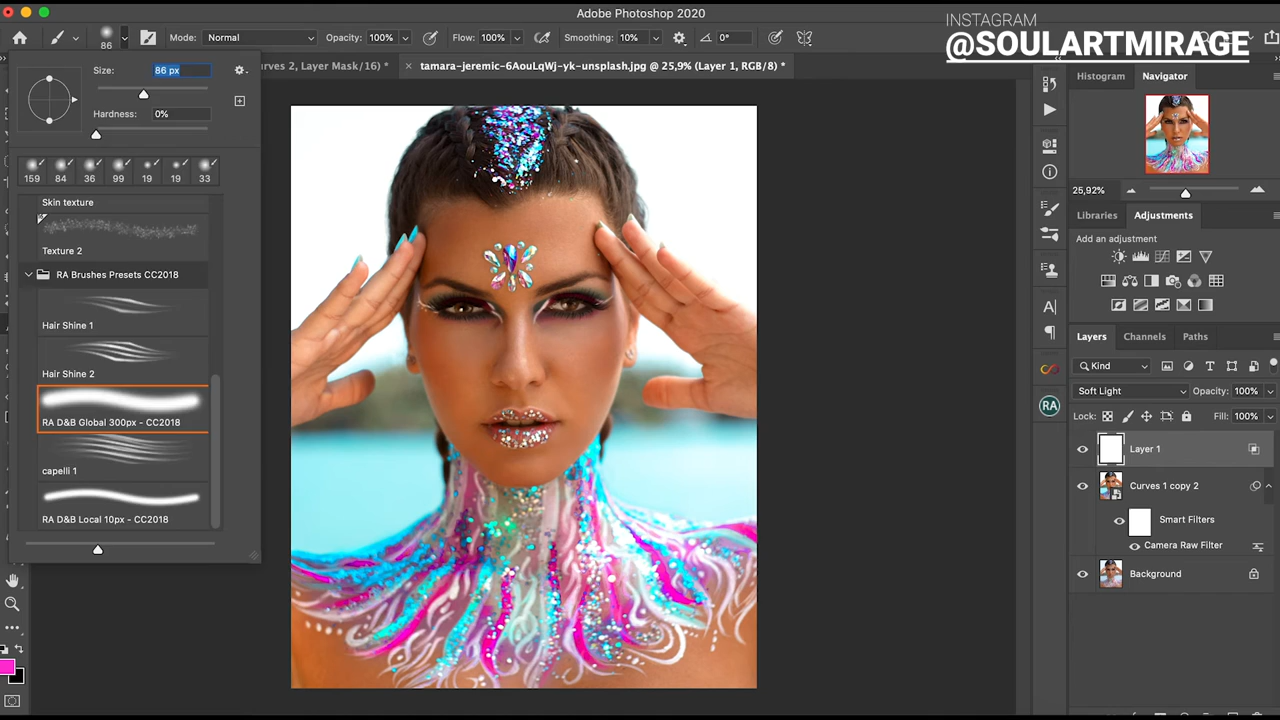 Adobe Photoshop 2020
INSTAGRAM
@SOULARTMIRAGE
86
Mode: Normal
Opacity: 100%
Flow: 100%
Smoothing: 10%
0°
urves 2, Layer Mask/16) *
× tamara-jeremic-6AouLqWj-yk-unsplash.jpg @ 25,9% (Layer 1, RGB/8) *
Size: 86 px
Hardness: 0%
159 84 36 99 19 19 33
Skin texture
Texture 2
RA Brushes Presets CC2018
Hair Shine 1
Hair Shine 2
RA D&B Global 300px - CC2018
capelli 1
RA D&B Local 10px - CC2018
Histogram Navigator
25,92%
Libraries Adjustments
Add an adjustment
RA
Layers Channels Paths
Kind
Soft Light Opacity: 100%
Lock: Fill: 100%
Layer 1
Curves 1 copy 2
Smart Filters
Camera Raw Filter
Background